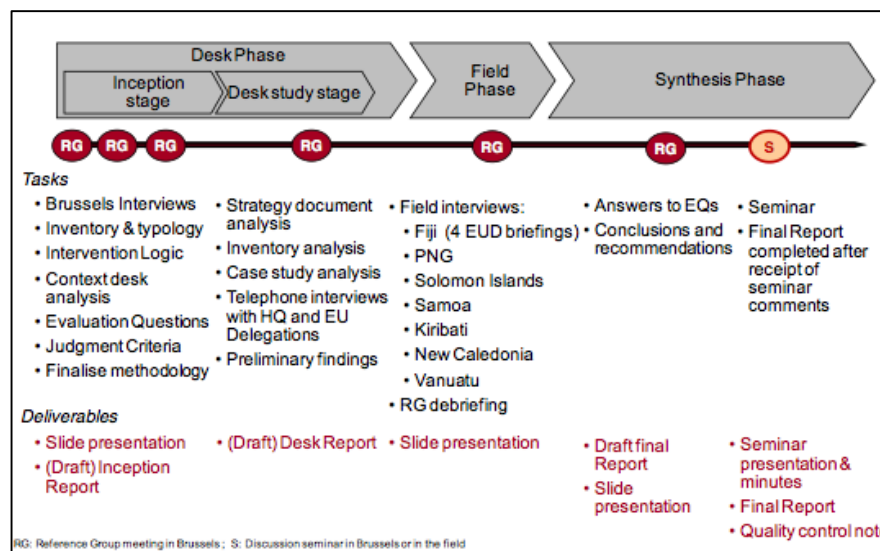 Desk Phase
Inception
stage
Desk study stage
Field
Phase
Synthesis Phase
RG
RG
RG
RG
RG
RG
S
Tasks
• Brussels Interviews
• Inventory & typology
• Intervention Logic
• Context desk
analysis
• Evaluation Questions
• Judgment Criteria
• Finalise methodology
• Strategy document
analysis
• Inventory analysis
• Case study analysis
• Telephone interviews
with HQ and EU
Delegations
• Preliminary findings
• Field interviews:
• Fiji (4 EUD briefings)
• PNG
• Solomon Islands
• Samoa
• Kiribati
• New Caledonia
• Vanuatu
• RG debriefing
• Answers to EQs
• Conclusions and
recommendations
• Seminar
• Final Report
completed after
receipt of
seminar
comments
Deliverables
• Slide presentation
• (Draft) Inception
Report
• (Draft) Desk Report
• Slide presentation
• Draft final
Report
• Slide
presentation
• Seminar
presentation &
minutes
• Final Report
• Quality control note
RG: Reference Group meeting in Brussels ; S: Discussion seminar in Brussels or in the field